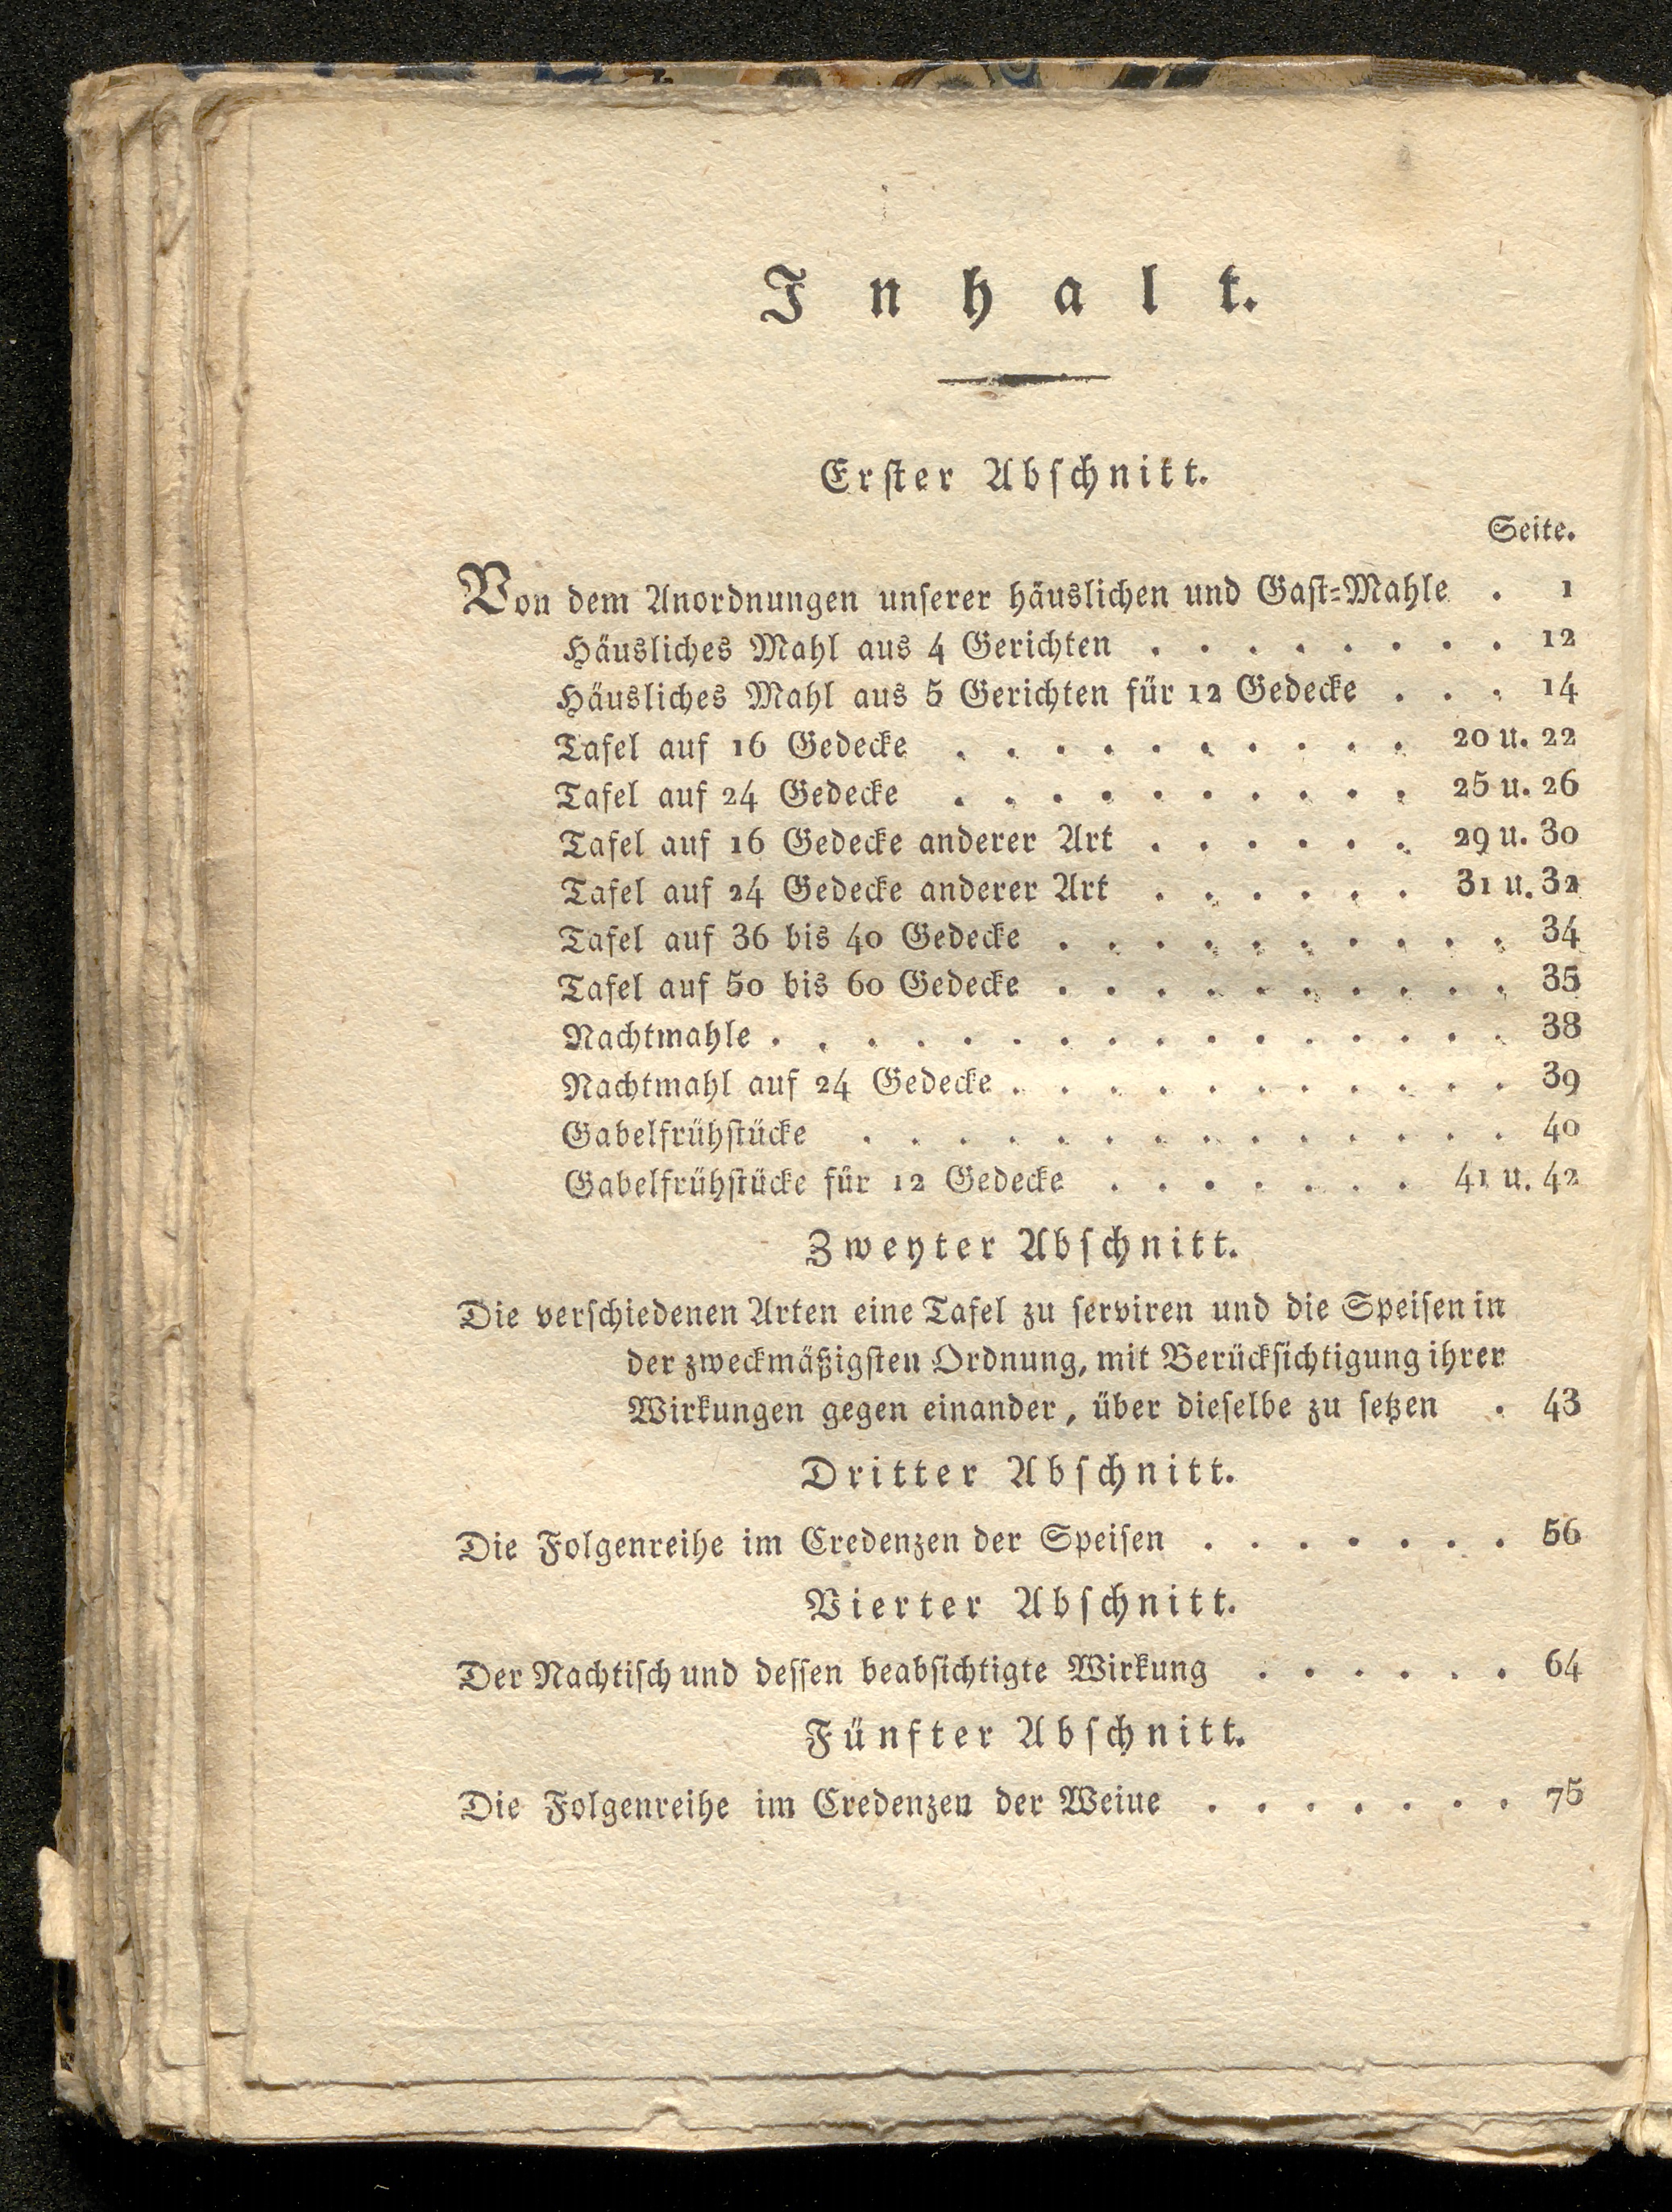 Inhalt.
Erster Abschnitt.
Seite.
Von dem Anordnungen unserer häuslichen und Gast-Mahle . 1
Häusliches Mahl aus 4 Gerichten . . . . . . . . 12
Häusliches Mahl aus 5 Gerichten für 12 Gedecke . . . 14
Tafel auf 16 Gedecke . . . . . . . . . . 20 u. 22
Tafel auf 24 Gedecke . . . . . . . . . . 25 u. 26
Tafel auf 16 Gedecke anderer Art . . . . . . 29 u. 30
Tafel auf 24 Gedecke anderer Art . . . . . . 31 u. 32
Tafel auf 36 bis 40 Gedecke . . . . . . . . . . 34
Tafel auf 50 bis 60 Gedecke . . . . . . . . . . 35
Nachtmahle . . . . . . . . . . . . . . . . 38
Nachtmahl auf 24 Gedecke . . . . . . . . . . . 39
Gabelfrühstücke . . . . . . . . . . . . . . 40
Gabelfrühstücke für 12 Gedecke . . . . . . . 41 u. 42
Zweyter Abschnitt.
Die verschiedenen Arten eine Tafel zu serviren und die Speisen in
der zweckmäßigsten Ordnung, mit Berücksichtigung ihrer
Wirkungen gegen einander, über dieselbe zu setzen . 43
Dritter Abschnitt.
Die Folgenreihe im Credenzen der Speisen . . . . . . . 56
Vierter Abschnitt.
Der Nachtisch und dessen beabsichtigte Wirkung . . . . . . 64
Fünfter Abschnitt.
Die Folgenreihe im Credenzen der Weine . . . . . . . 75